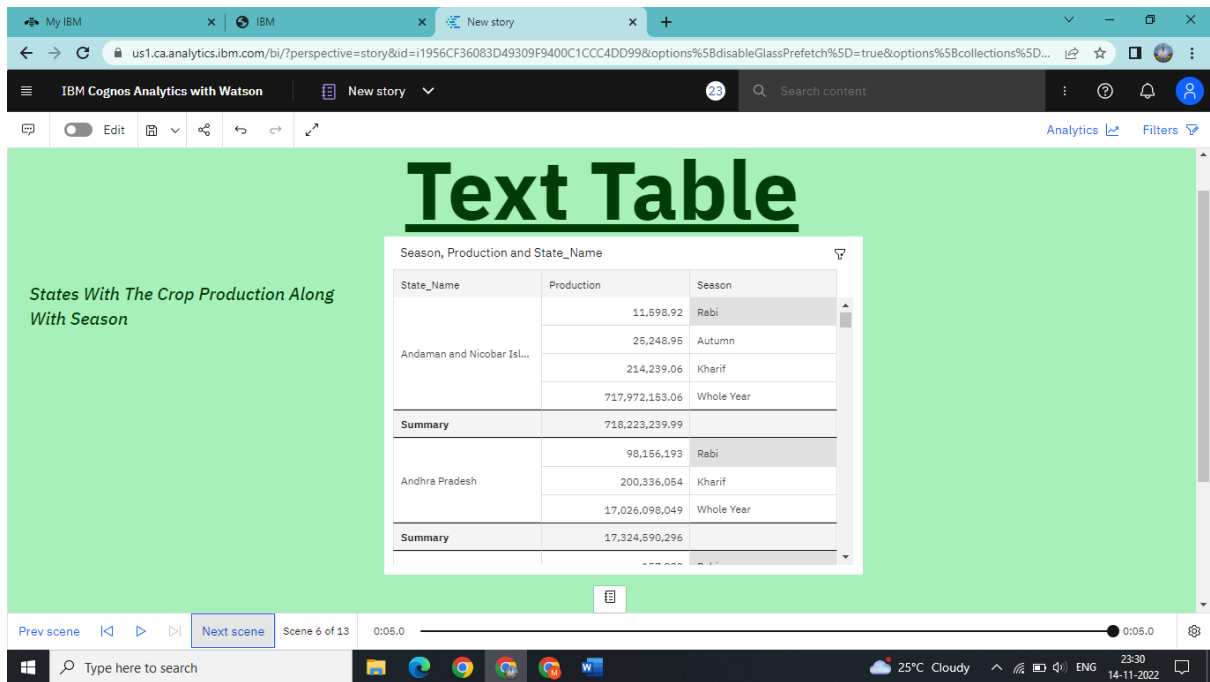 My IBM
IBM
New story
us1.ca.analytics.ibm.com/bi/?perspective=story&id=i1956CF36083D49309F9400C1CCC4DD99&options%5BdisableGlassPrefetch%5D=true&options%5Bcollections%5D...
IBM Cognos Analytics with Watson
New story
23
Search content
Edit
Analytics
Filters
Text Table
States With The Crop Production Along
With Season
Season, Production and State_Name
State_Name Production Season
11,598.92 Rabi
25,248.95 Autumn
Andaman and Nicobar Isl...
214,239.06 Kharif
717,972,153.06 Whole Year
Summary 718,223,239.99
98,156,193 Rabi
Andhra Pradesh 200,336,054 Kharif
17,026,098,049 Whole Year
Summary 17,324,590,296
Prev scene Next scene Scene 6 of 13 0:05.0 0:05.0
Type here to search
25°C Cloudy ENG
23:30
14-11-2022